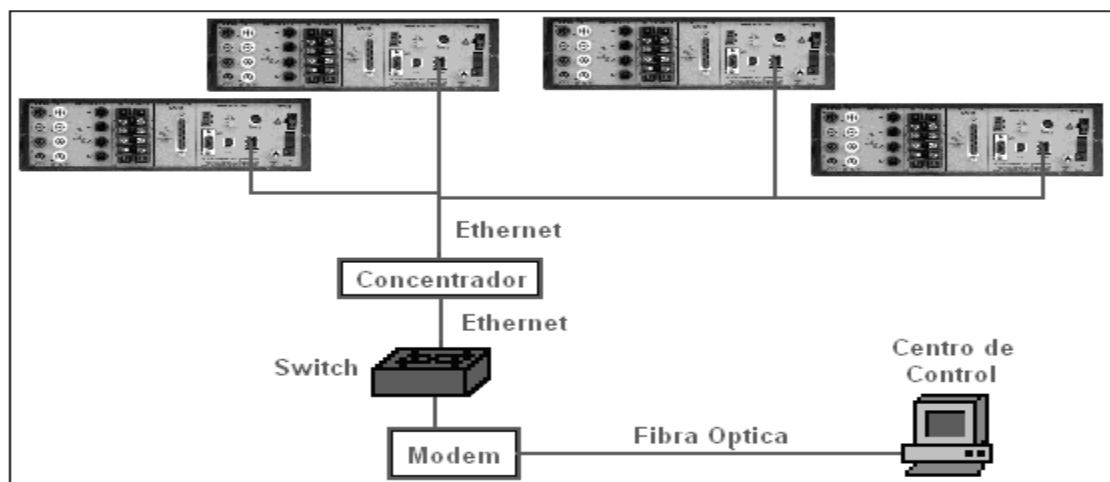 Ethernet
Concentrador
Ethernet
Switch
Centro de
Control
Fibra Optica
Modem